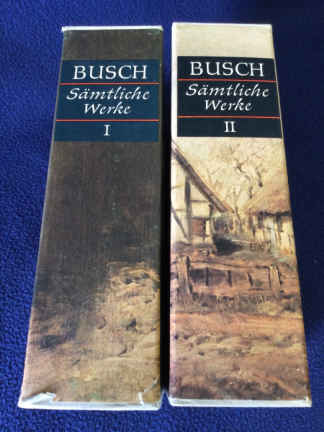 BUSCH
Sämtliche
Werke
I
BUSCH
Sämtliche
Werke
II